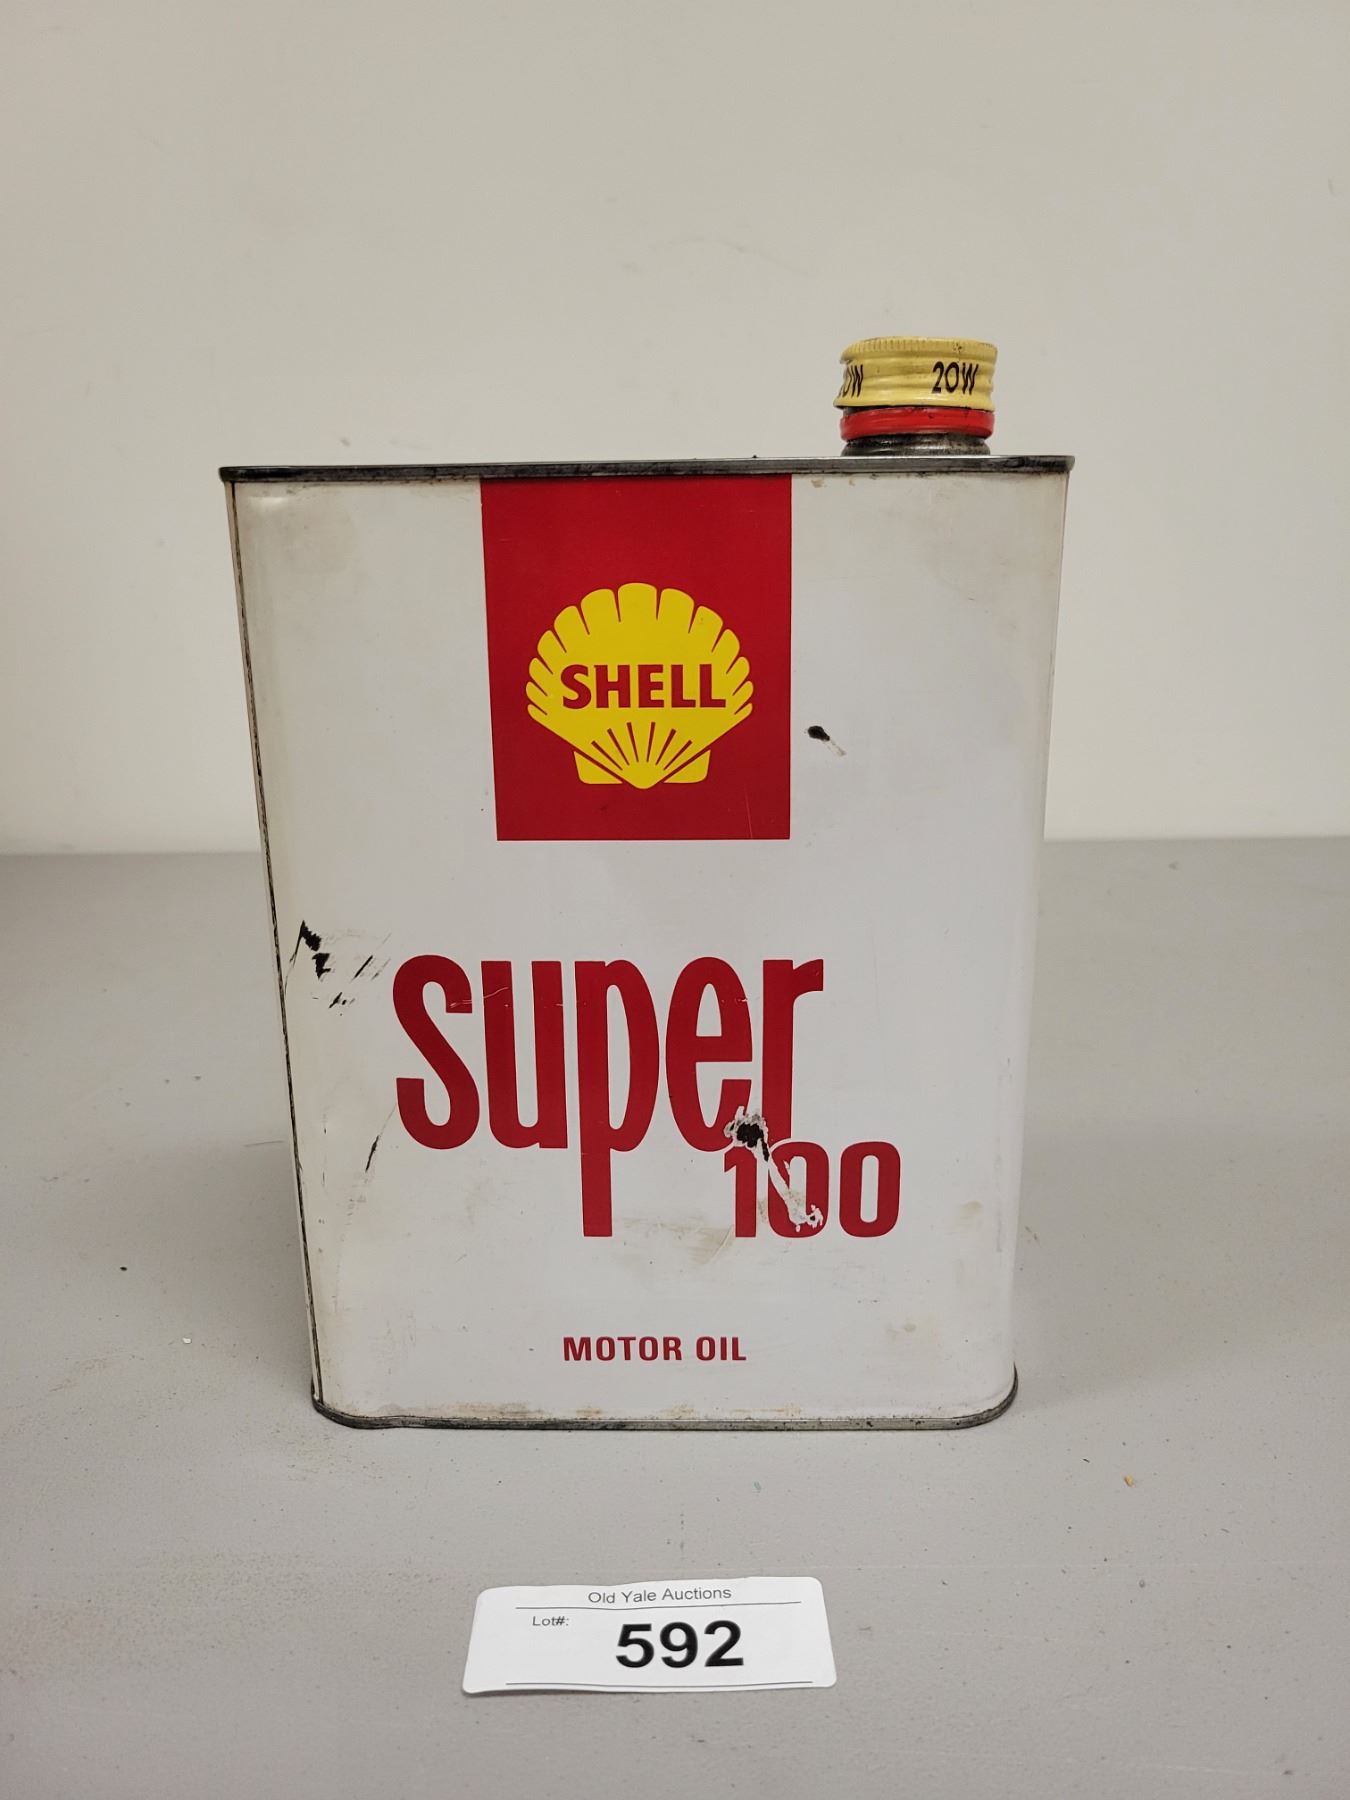 20W
SHELL
super
100
MOTOR OIL
Old Yale Auctions
Lot#:
592